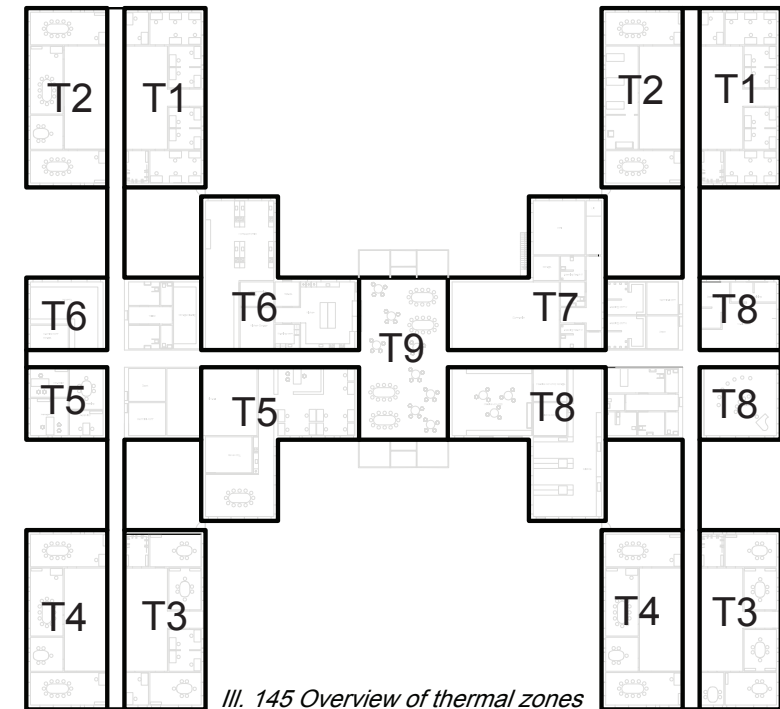 T2 T1 T2 T1
T6 T6 T7 T8
T9
T5 T5 T8 T8
T4 T3 T4 T3
Ill. 145 Overview of thermal zones